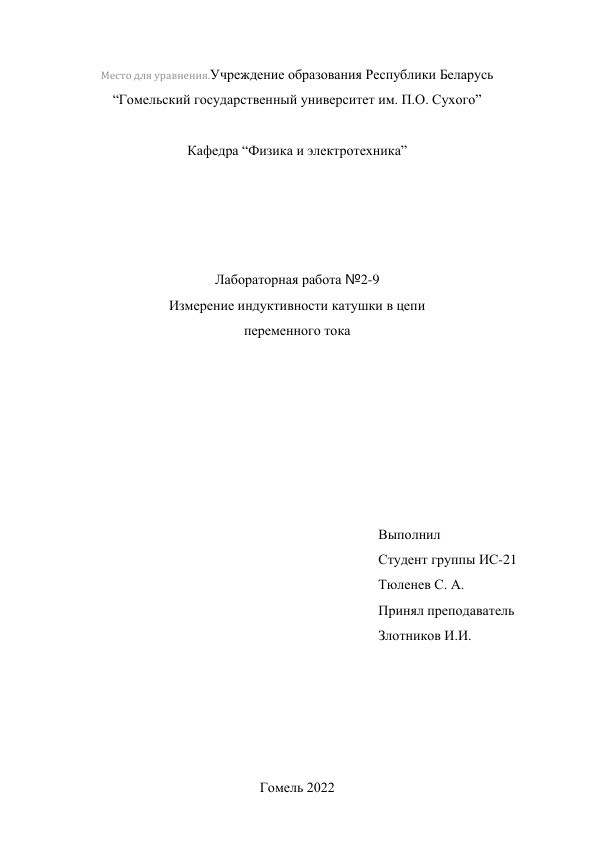 Место для уравнения.Учреждение образования Республики Беларусь
“Гомельский государственный университет им. П.О. Сухого”
Кафедра “Физика и электротехника”
Лабораторная работа №2-9
Измерение индуктивности катушки в цепи
переменного тока
Выполнил
Студент группы ИС-21
Тюленев С. А.
Принял преподаватель
Злотников И.И.
Гомель 2022